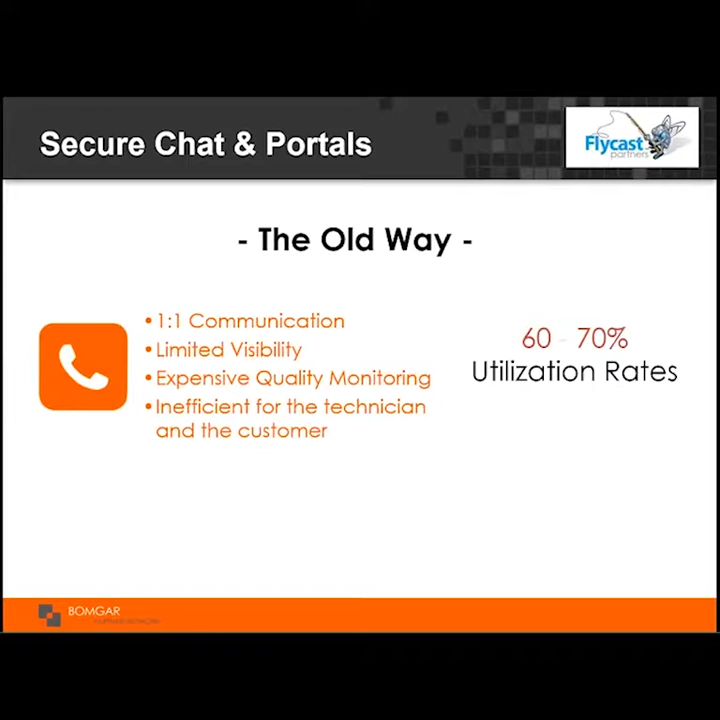 Secure Chat & Portals
Flycast
partners
- The Old Way -
•1:1 Communication
•Limited Visibility
•Expensive Quality Monitoring
•Inefficient for the technician
and the customer
60 - 70%
Utilization Rates
BOMGAR